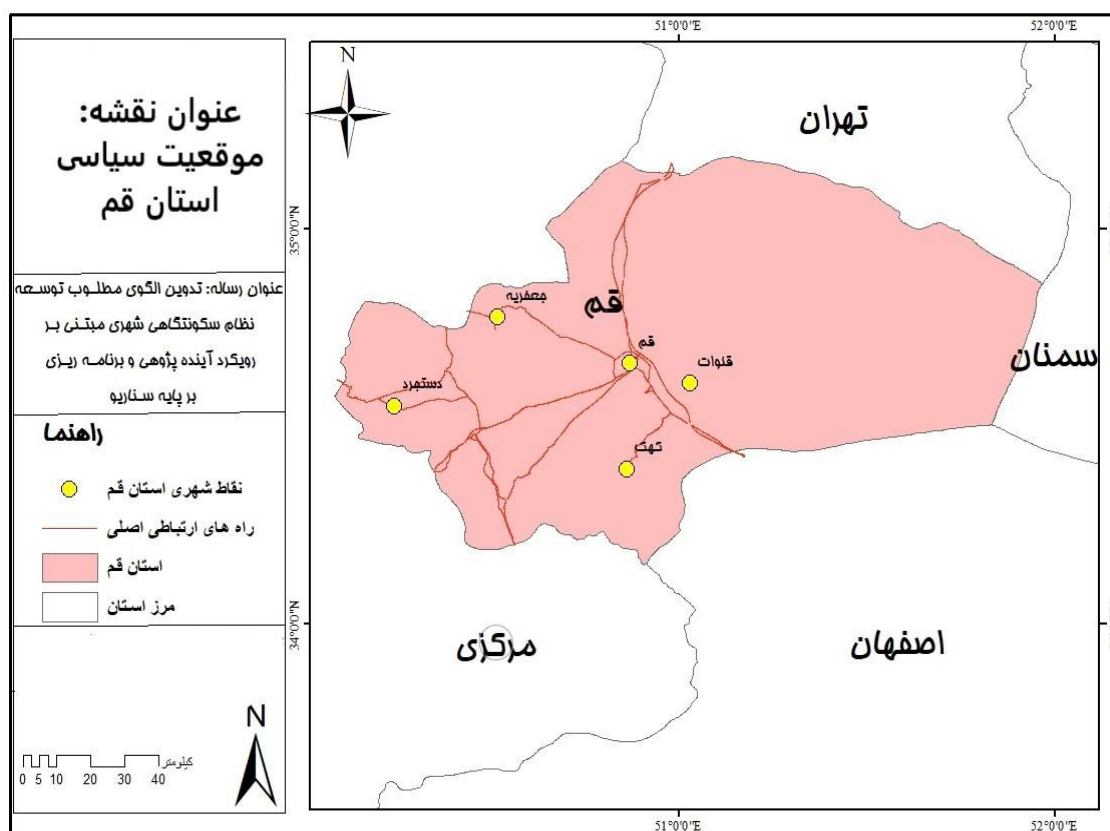 عنوان نقشه:
موقعیت سیاسی
استان قم
عنوان رساله: تدوین الگوی مطلوب توسعه
نظام سکونتگاهی شهری مبتنی بر
رویکرد آینده پژوهی و برنامه ریزی
بر پایه سناریو
راهنما
نقاط شهری استان قم
راه های ارتباطی اصلی
استان قم
مرز استان
N
کیلومتر
0 5 10 20 30 40
51°0'0"E 52°0'0"E
N
تهران
35°0'0"N
جعفریه
قم
قم
قنوات
سمنان
دستجرد
کهک
34°0'0"N
مرکزی
اصفهان
51°0'0"E 52°0'0"E